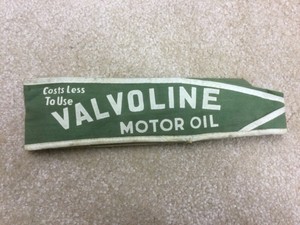 Costs Less
To Use
VALVOLINE
MOTOR OIL